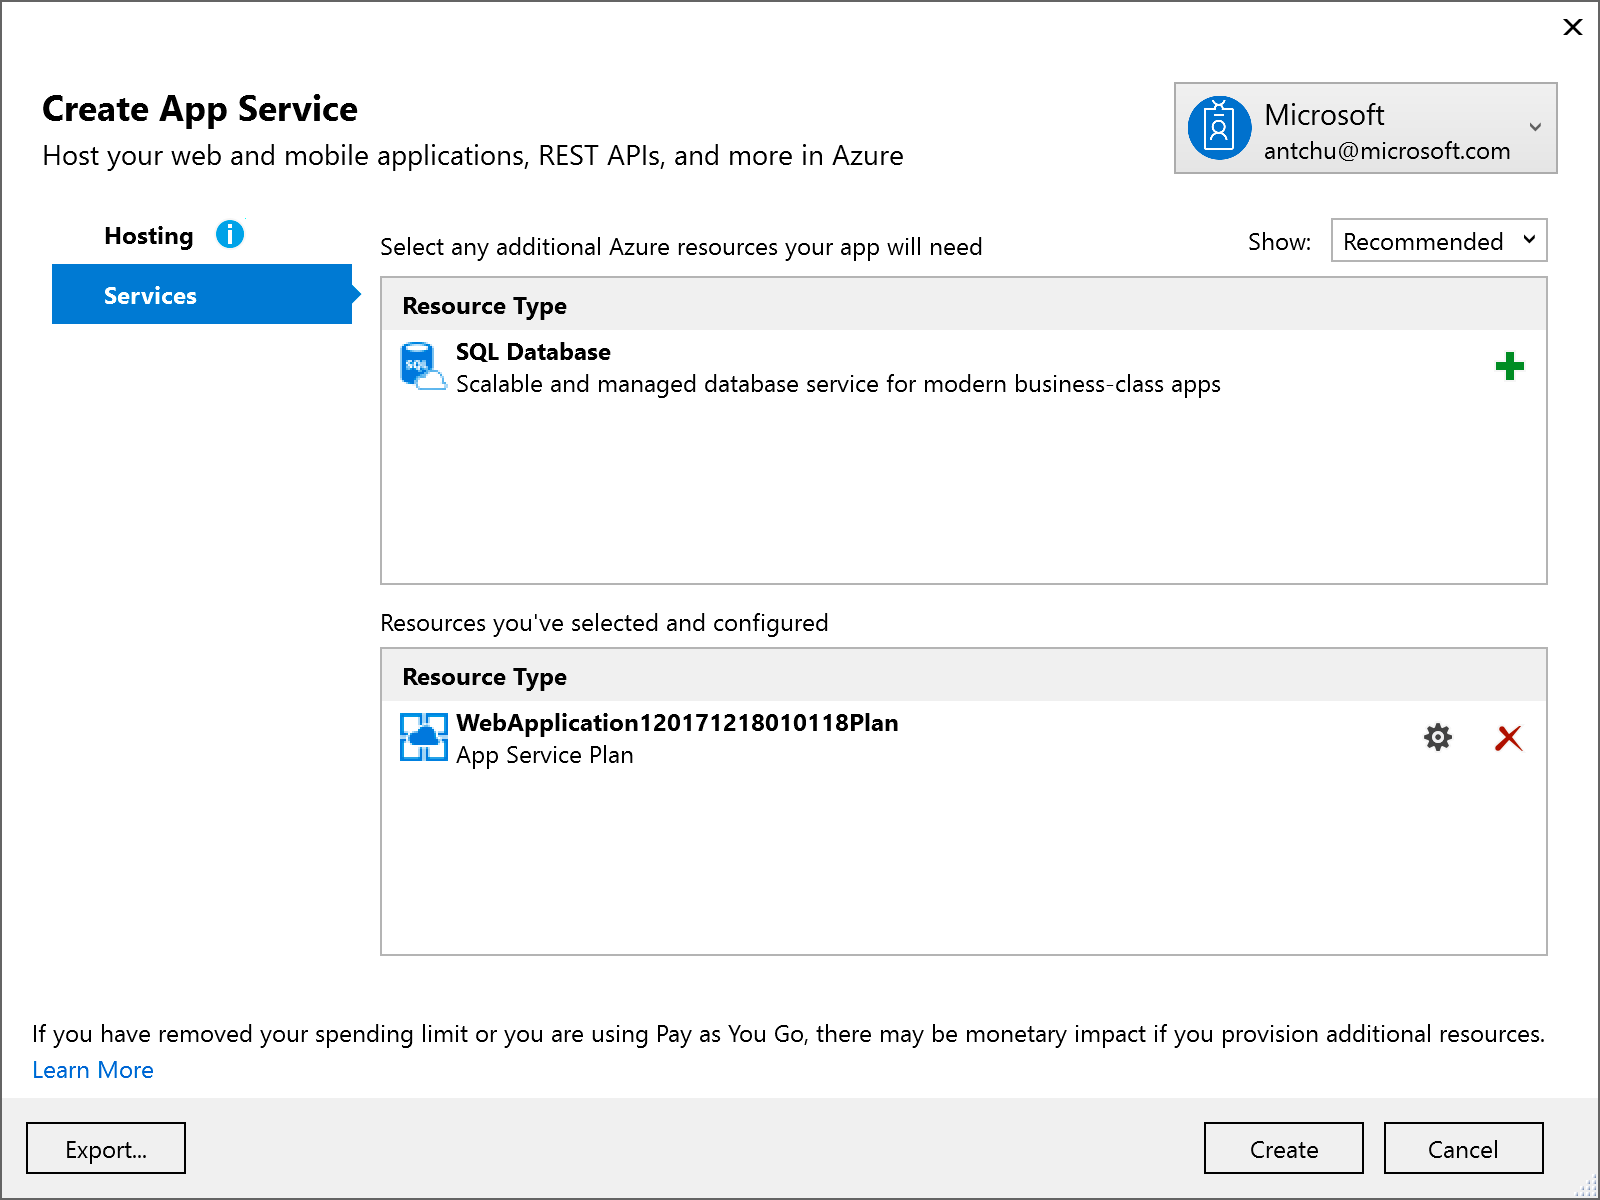 Create App Service
Host your web and mobile applications, REST APIs, and more in Azure
Microsoft
antchu@microsoft.com
Hosting
Services
Select any additional Azure resources your app will need
Show: Recommended
Resource Type
SQL
SQL Database
Scalable and managed database service for modern business-class apps
Resources you've selected and configured
Resource Type
WebApplication120171218010118Plan
App Service Plan
If you have removed your spending limit or you are using Pay as You Go, there may be monetary impact if you provision additional resources.
Learn More
Export...
Create
Cancel